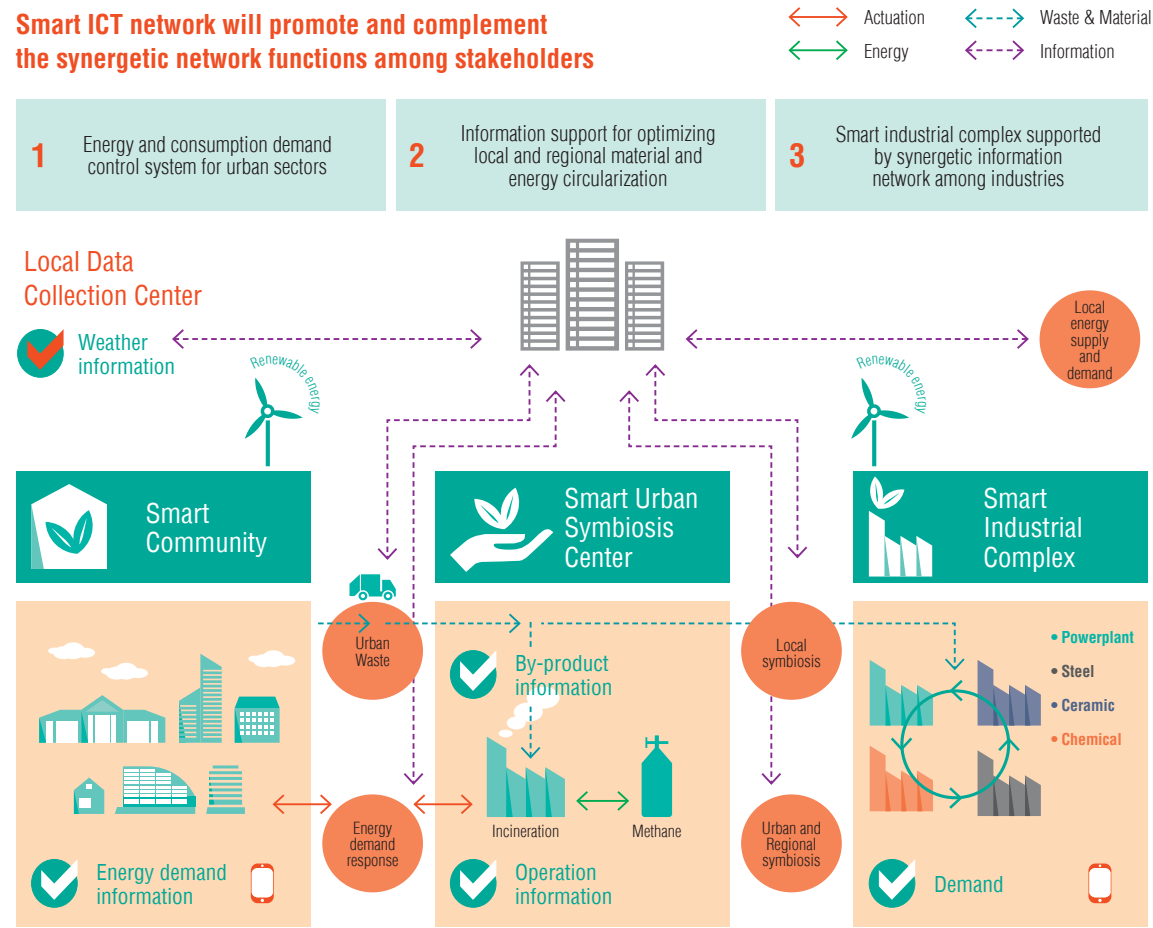 Smart ICT network will promote and complement
the synergetic network functions among stakeholders
Actuation
Waste & Material
Energy
Information
1
Energy and consumption demand
control system for urban sectors
2
Information support for optimizing
local and regional material and
energy circularization
3
Smart industrial complex supported
by synergetic information
network among industries
Local Data
Collection Center
Weather
information
Local
energy
supply
and
demand
Renewable energy
Renewable energy
Smart
Community
Smart Urban
Symbiosis
Center
Smart
Industrial
Complex
Urban
Waste
By-product
information
Local
symbiosis
• Powerplant
• Steel
• Ceramic
• Chemical
Energy
demand
response
Incineration
Methane
Urban and
Regional
symbiosis
Energy demand
information
Operation
information
Demand